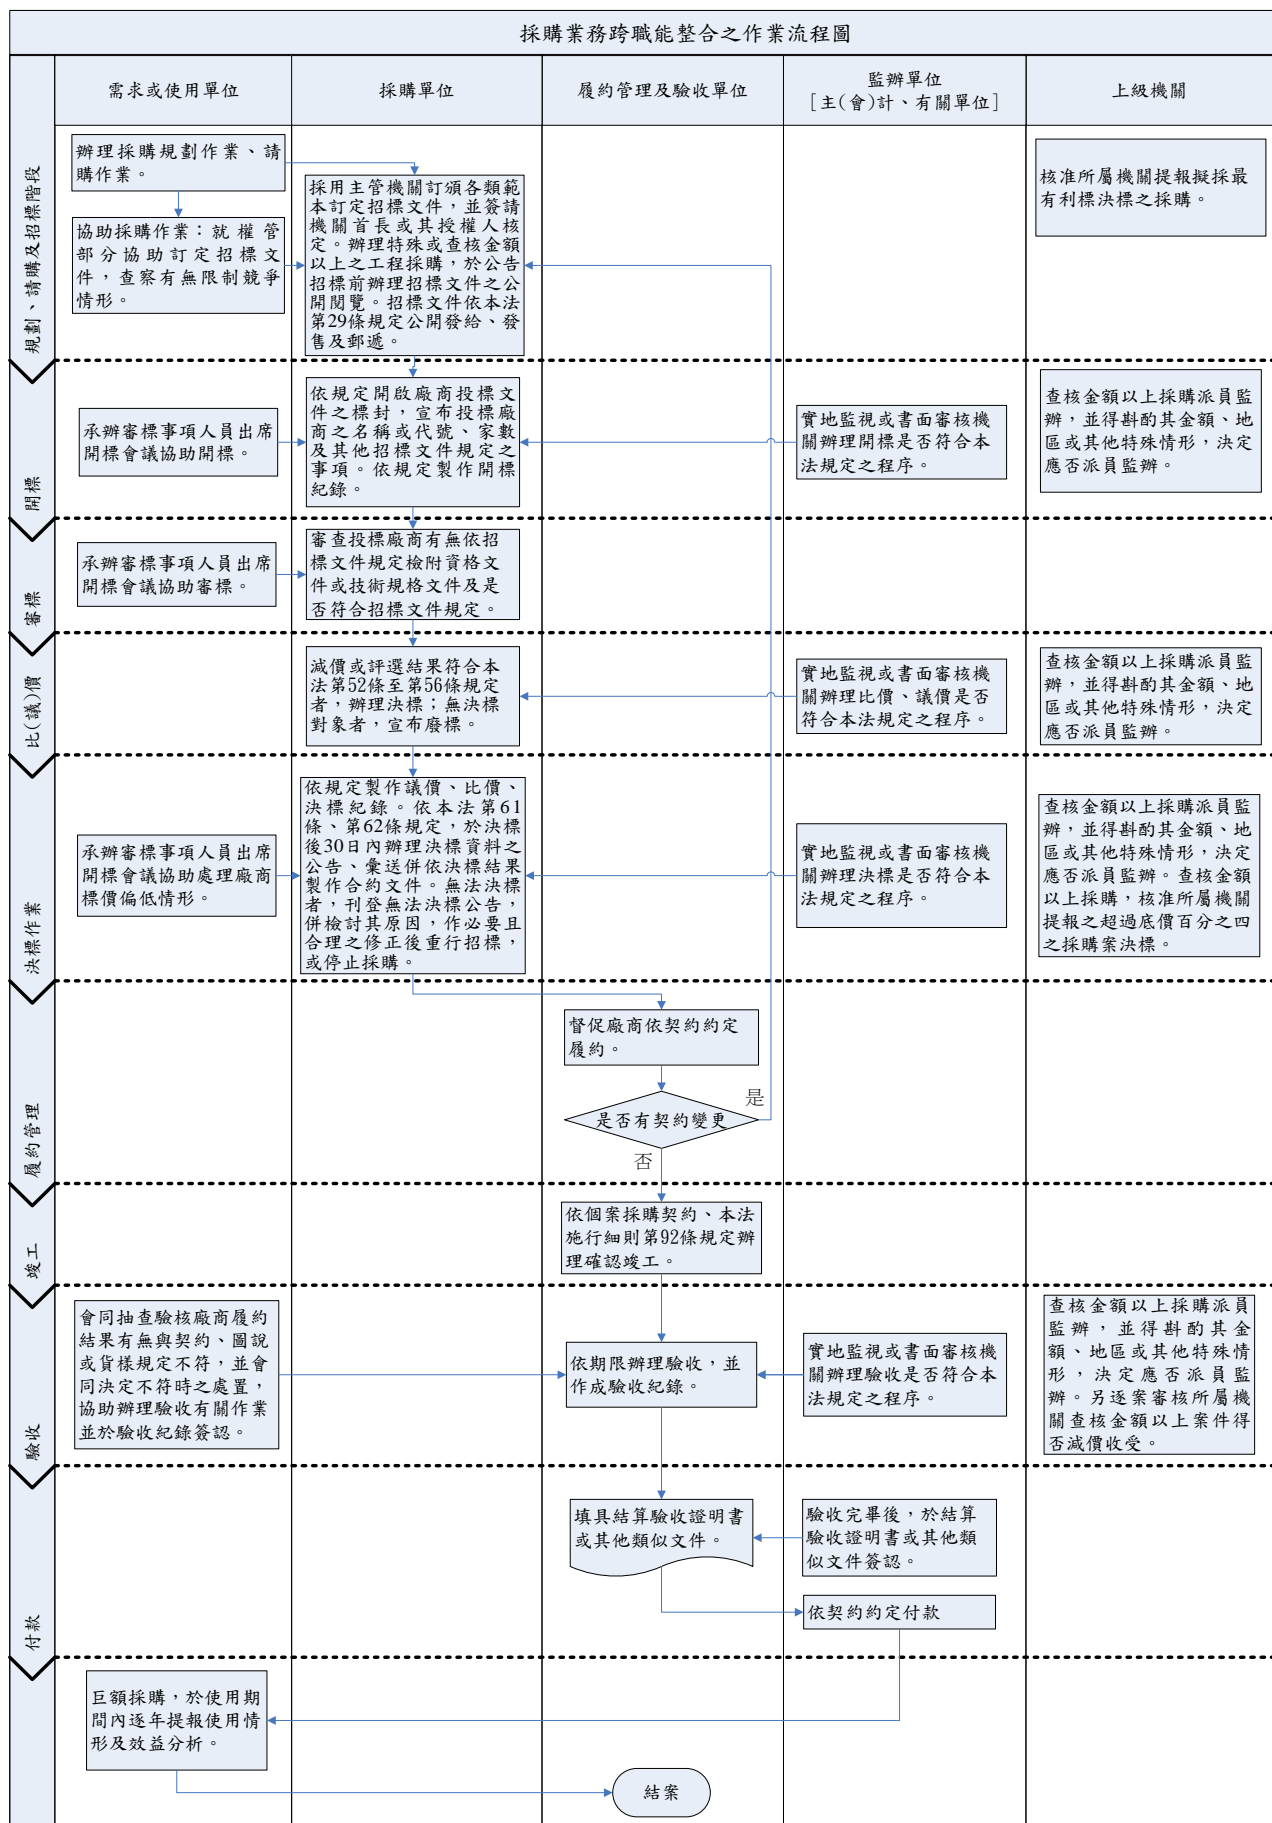 採購業務跨職能整合之作業流程圖
需求或使用單位
採購單位
履約管理及驗收單位
監辦單位
[主(會)計、有關單位]
上級機關
規劃、請購及招標階段
辦理採購規劃作業、請
購作業。
協助採購作業：就權管
部分協助訂定招標文
件，查察有無限制競爭
情形。
採用主管機關訂頒各類範
本訂定招標文件，並簽請
機關首長或其授權人核
定。辦理特殊或查核金額
以上之工程採購，於公告
招標前辦理招標文件之公
開閱覽。招標文件依本法
第29條規定公開發給、發
售及郵遞。
核准所屬機關提報擬採最
有利標決標之採購。
開標
承辦審標事項人員出席
開標會議協助開標。
依規定開啟廠商投標文
件之標封，宣布投標廠
商之名稱或代號、家數
及其他招標文件規定之
事項。依規定製作開標
紀錄。
實地監視或書面審核機
關辦理開標是否符合本
法規定之程序。
查核金額以上採購派員監
辦，並得斟酌其金額、地
區或其他特殊情形，決定
應否派員監辦。
審標
承辦審標事項人員出席
開標會議協助審標。
審查投標廠商有無依招
標文件規定檢附資格文
件或技術規格文件及是
否符合招標文件規定。
比(議)價
減價或評選結果符合本
法第52條至第56條規定
者，辦理決標；無決標
對象者，宣布廢標。
實地監視或書面審核機
關辦理比價、議價是否
符合本法規定之程序。
查核金額以上採購派員監
辦，並得斟酌其金額、地
區或其他特殊情形，決定
應否派員監辦。
決標作業
承辦審標事項人員出席
開標會議協助處理廠商
標價偏低情形。
依規定製作議價、比價、
決標紀錄。依本法第61
條、第62條規定，於決標
後30日內辦理決標資料之
公告、彙送併依決標結果
製作合約文件。無法決標
者，刊登無法決標公告，
併檢討其原因，作必要且
合理之修正後重行招標，
或停止採購。
實地監視或書面審核機
關辦理決標是否符合本
法規定之程序。
查核金額以上採購派員監
辦，並得斟酌其金額、地
區或其他特殊情形，決定
應否派員監辦。查核金額
以上採購，核准所屬機關
提報之超過底價百分之四
之採購案決標。
履約管理
督促廠商依契約約定
履約。
是否有契約變更
是
否
竣工
依個案採購契約、本法
施行細則第92條規定辦
理確認竣工。
驗收
會同抽查驗核廠商履約
結果有無與契約、圖說
或貨樣規定不符，並會
同決定不符時之處置，
協助辦理驗收有關作業
並於驗收紀錄簽認。
依期限辦理驗收，並
作成驗收紀錄。
實地監視或書面審核機
關辦理驗收是否符合本
法規定之程序。
查核金額以上採購派員
監辦，並得斟酌其金
額、地區或其他特殊情
形，決定應否派員監
辦。另逐案審核所屬機
關查核金額以上案件得
否減價收受。
付款
填具結算驗收證明書
或其他類似文件。
驗收完畢後，於結算
驗收證明書或其他類
似文件簽認。
依契約約定付款
巨額採購，於使用期
間內逐年提報使用情
形及效益分析。
結案